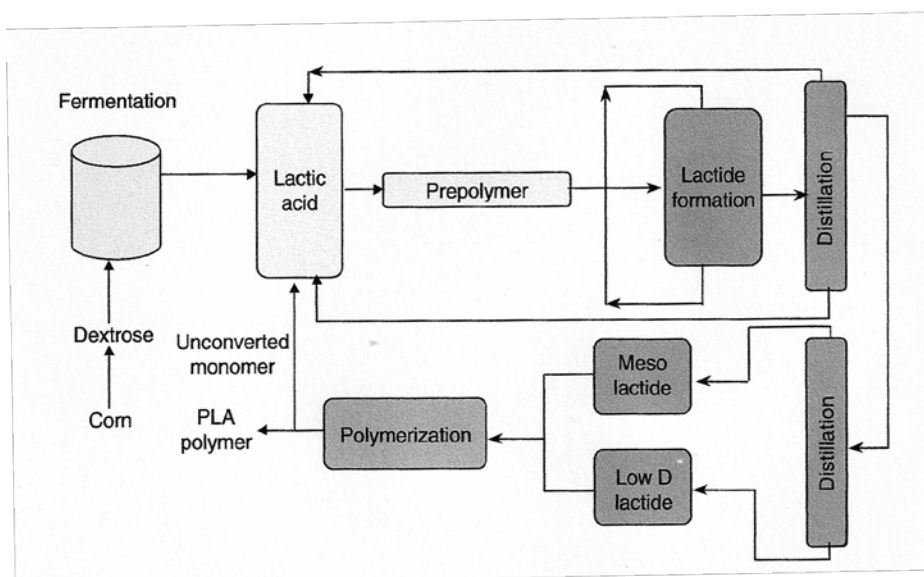 Fermentation
Lactic
acid
Prepolymer
Lactide
formation
Distillation
Dextrose
Corn
Unconverted
monomer
PLA
polymer
Polymerization
Meso
lactide
Low D
lactide
Distillation